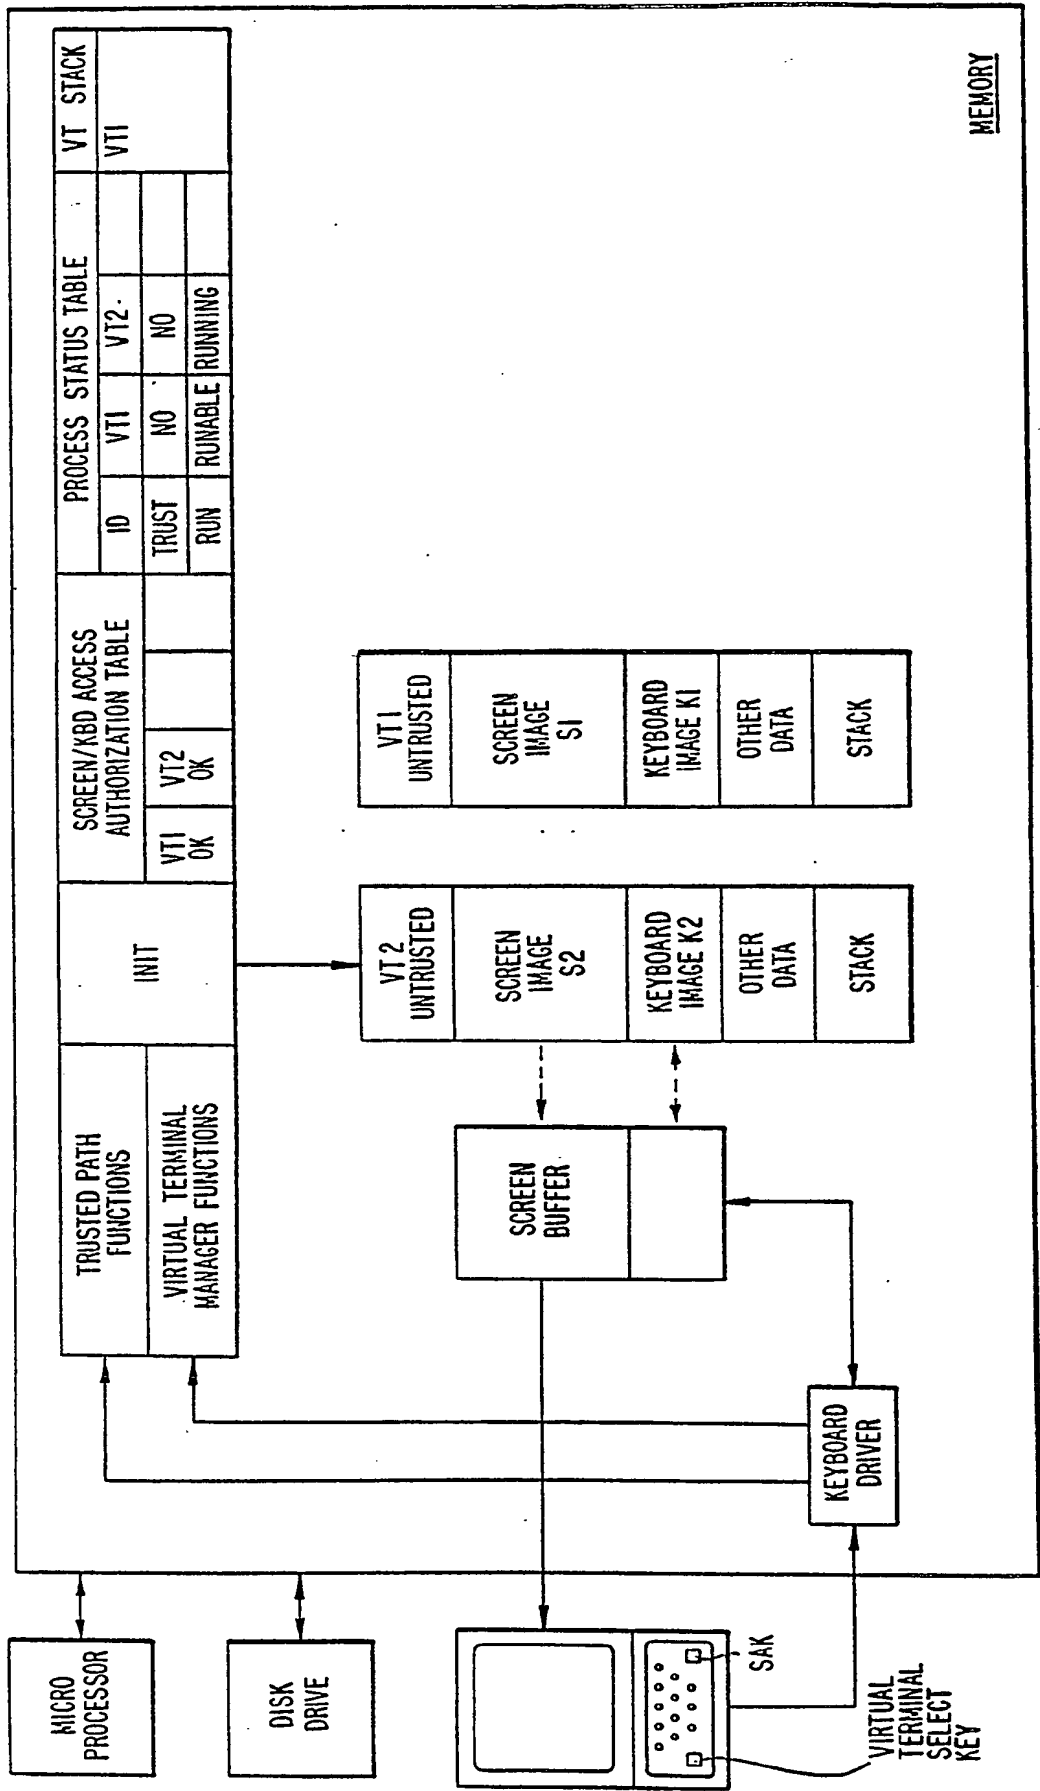 MICRO
PROCESSOR
DISK
DRIVE
SAK
VIRTUAL
TERMINAL
SELECT
KEY
TRUSTED PATH
FUNCTIONS
VIRTUAL TERMINAL
MANAGER FUNCTIONS
INIT
SCREEN/KBD ACCESS
AUTHORIZATION TABLE
VT1
OK
VT2
OK
PROCESS STATUS TABLE
ID
VT1
VT2
TRUST
NO
NO
RUN
RUNABLE
RUNNING
VT STACK
VT1
SCREEN
BUFFER
KEYBOARD
DRIVER
VT2
UNTRUSTED
SCREEN
IMAGE
S2
KEYBOARD
IMAGE K2
OTHER
DATA
STACK
VT1
UNTRUSTED
SCREEN
IMAGE
S1
KEYBOARD
IMAGE K1
OTHER
DATA
STACK
MEMORY